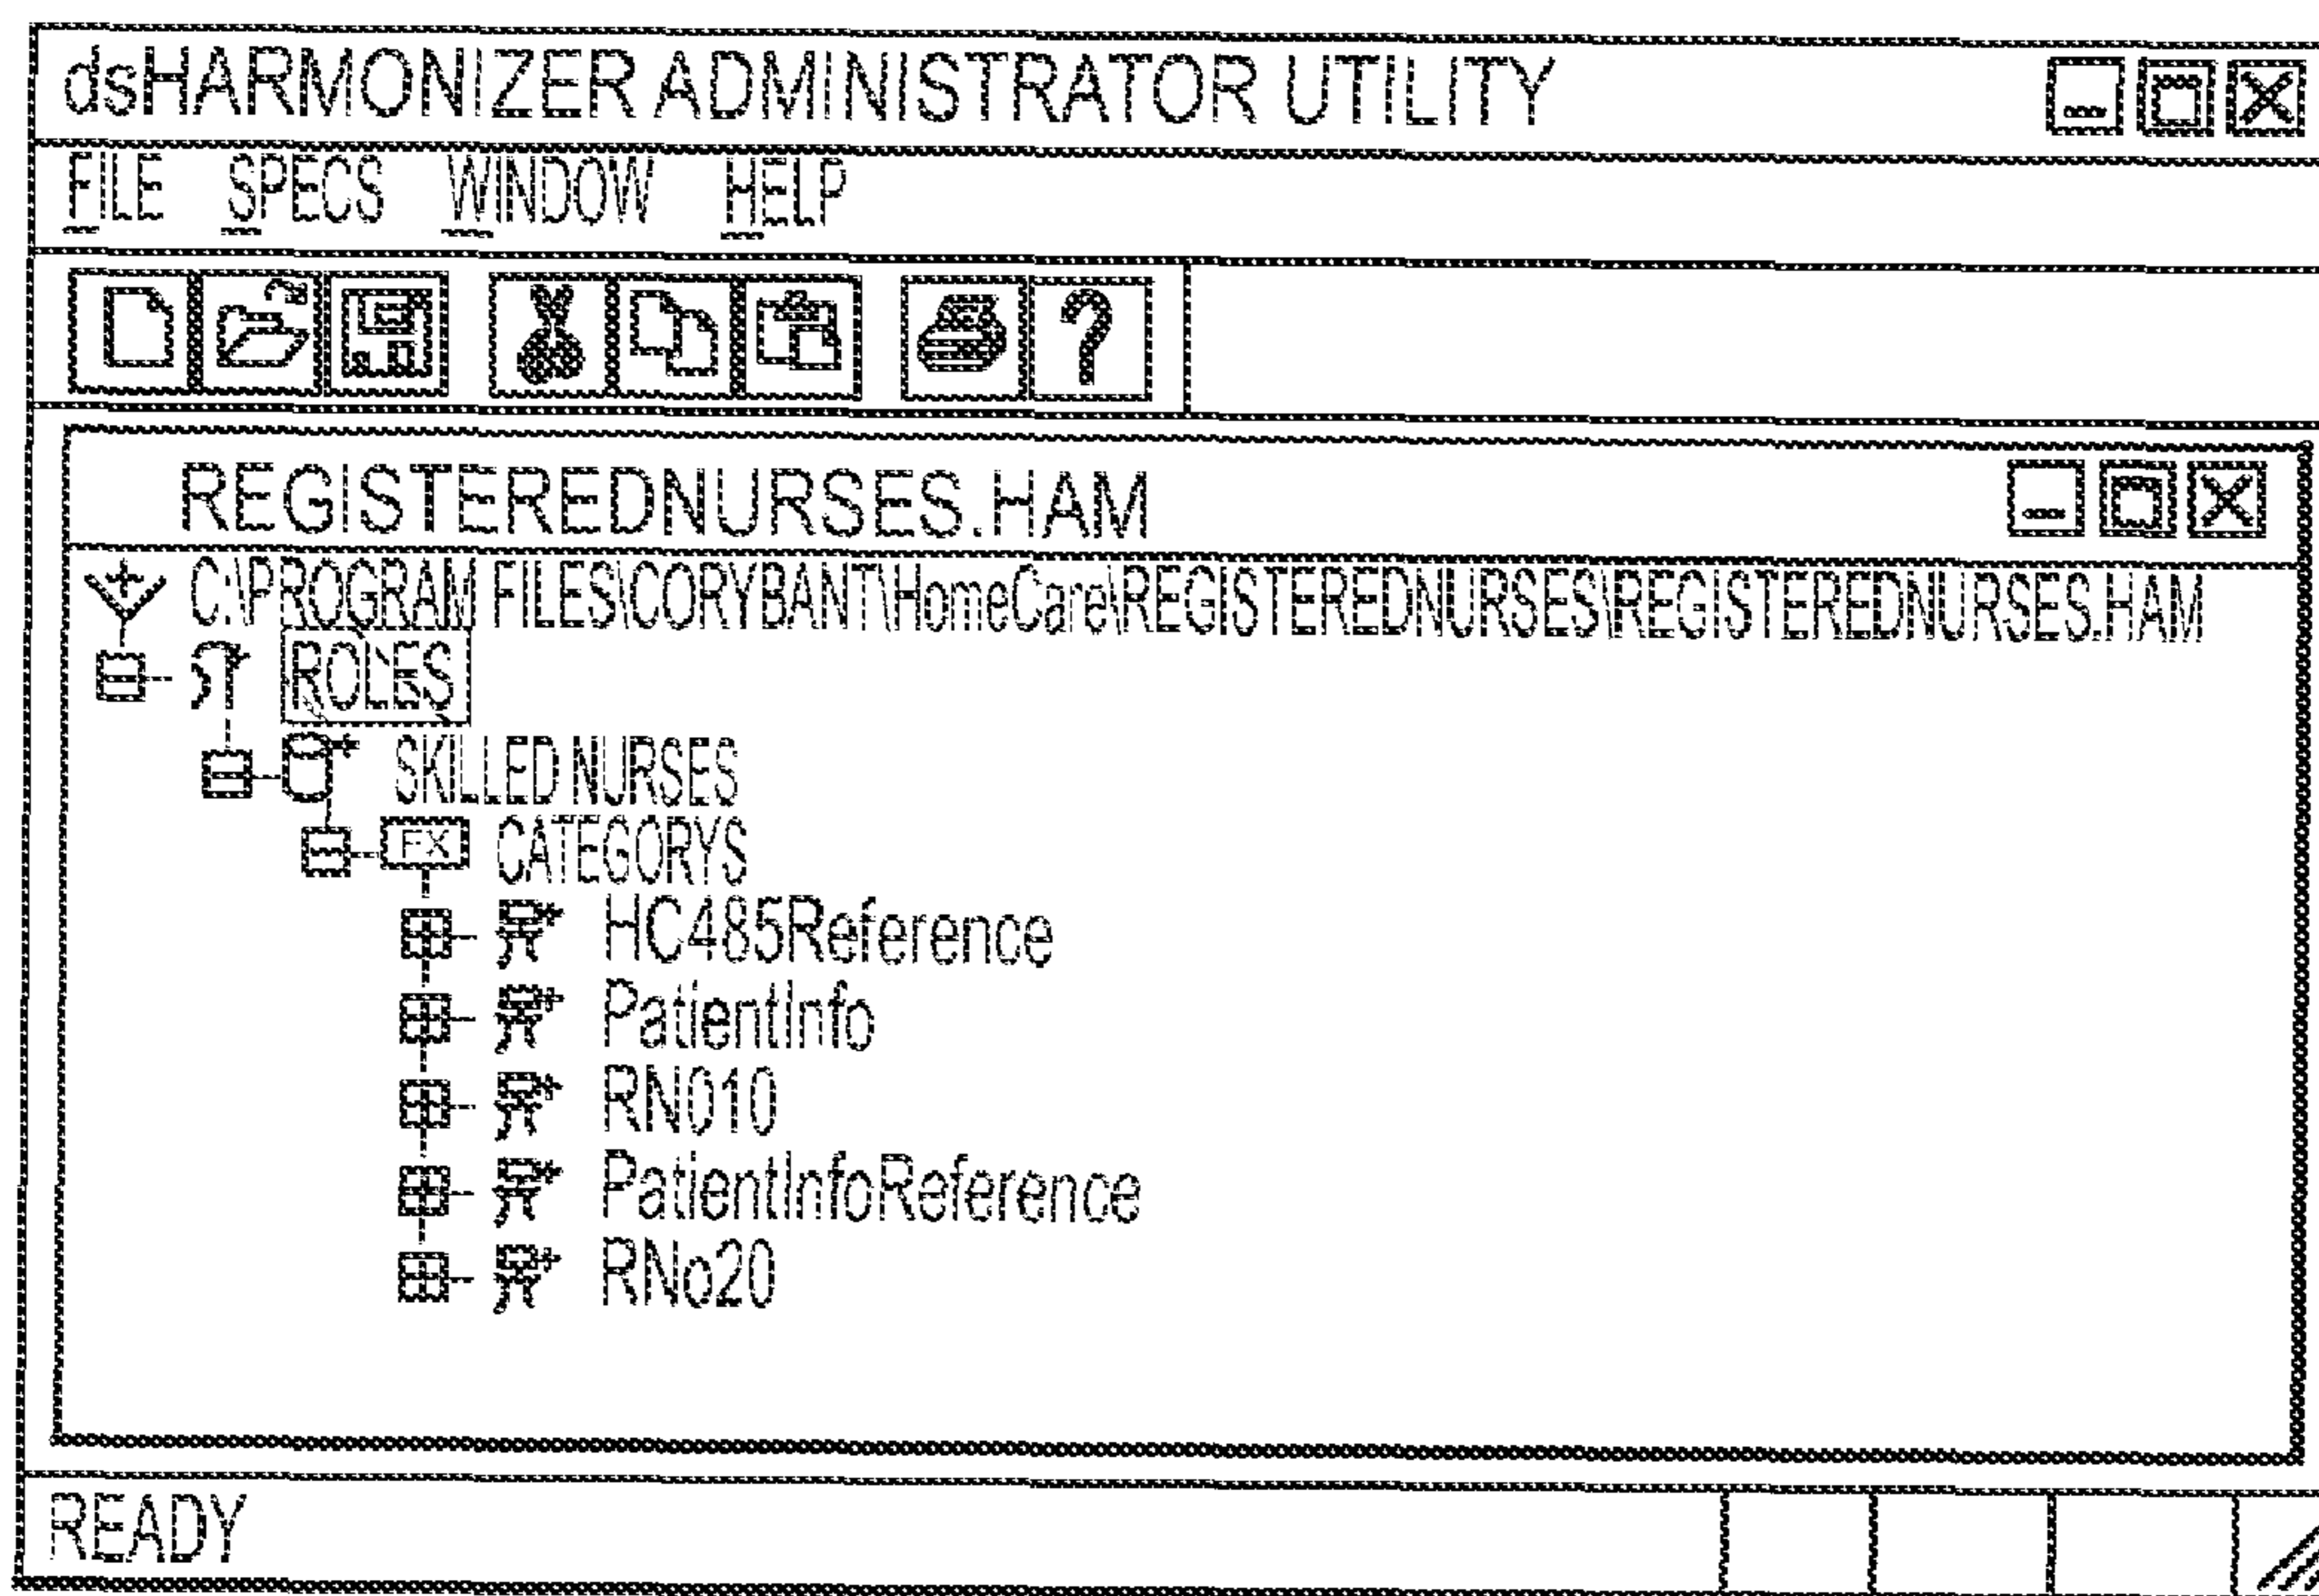 dsHARMONIZER ADMINISTRATOR UTILITY
FILE SPECS WINDOW HELP
REGISTEREDNURSES.HAM
C:\PROGRAM FILES\CORYBANT\HomeCare\REGISTEREDNURSES\REGISTEREDNURSES.HAM
ROLES
SKILLED NURSES
FX CATEGORYS
HC485Reference
PatientInfo
RN010
PatientInfoReference
RNo20
READY